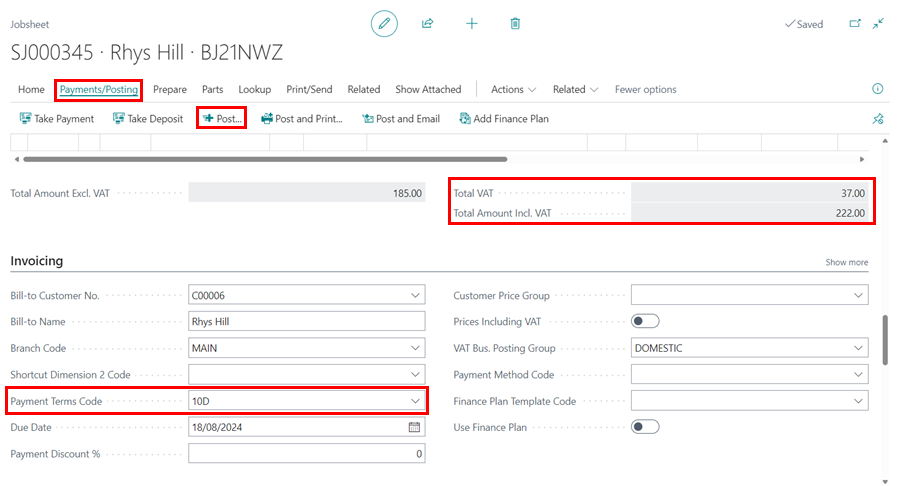 Jobsheet
Saved
SJ000345 · Rhys Hill · BJ21NWZ
Home Payments/Posting Prepare Parts Lookup Print/Send Related Show Attached Actions Related Fewer options
Take Payment Take Deposit Post... Post and Print... Post and Email Add Finance Plan
Total Amount Excl. VAT 185.00 Total VAT 37.00
Total Amount Incl. VAT 222.00
Invoicing Show more
Bill-to Customer No. C00006 Customer Price Group
Bill-to Name Rhys Hill Prices Including VAT
Branch Code MAIN VAT Bus. Posting Group DOMESTIC
Shortcut Dimension 2 Code Payment Method Code
Payment Terms Code 10D Finance Plan Template Code
Due Date 18/08/2024 Use Finance Plan
Payment Discount % 0